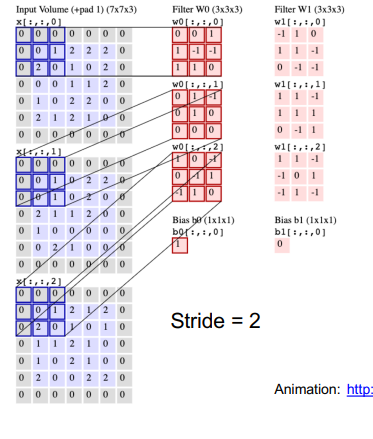 Input Volume (+pad 1) (7x7x3)
x[:,:,0]
0 0 0 0 0 0 0
0 0 1 2 2 2 0
0 2 0 1 0 2 0
0 0 0 1 1 2 0
0 1 0 2 2 0 0
0 2 1 2 1 0 0
0 0 0 0 0 0 0
x[:,:,1]
0 0 0 0 0 0 0
0 0 1 0 2 2 0
0 0 1 0 2 0 0
0 2 1 1 2 0 0
0 1 0 0 0 0 0
0 0 2 1 0 0 0
0 0 0 0 0 0 0
x[:,:,2]
0 0 0 0 0 0 0
0 0 1 2 1 2 0
0 2 0 1 0 1 0
0 1 1 2 1 0 0
0 1 0 2 1 0 0
0 2 0 0 2 2 0
0 0 0 0 0 0 0
Filter W0 (3x3x3)
w0[:,:,0]
0 0 1
1 -1 -1
1 1 0
w0[:,:,1]
0 1 -1
0 1 0
0 0 0
w0[:,:,2]
1 0 -1
0 -1 1
-1 1 0
Bias b0 (1x1x1)
b0[:,:,0]
1
Filter W1 (3x3x3)
w1[:,:,0]
-1 1 0
1 1 -1
0 -1 -1
w1[:,:,1]
1 1 -1
1 1 1
0 -1 1
w1[:,:,2]
1 1 -1
-1 0 1
-1 1 -1
Bias b1 (1x1x1)
b1[:,:,0]
0
Stride = 2
Animation: http: